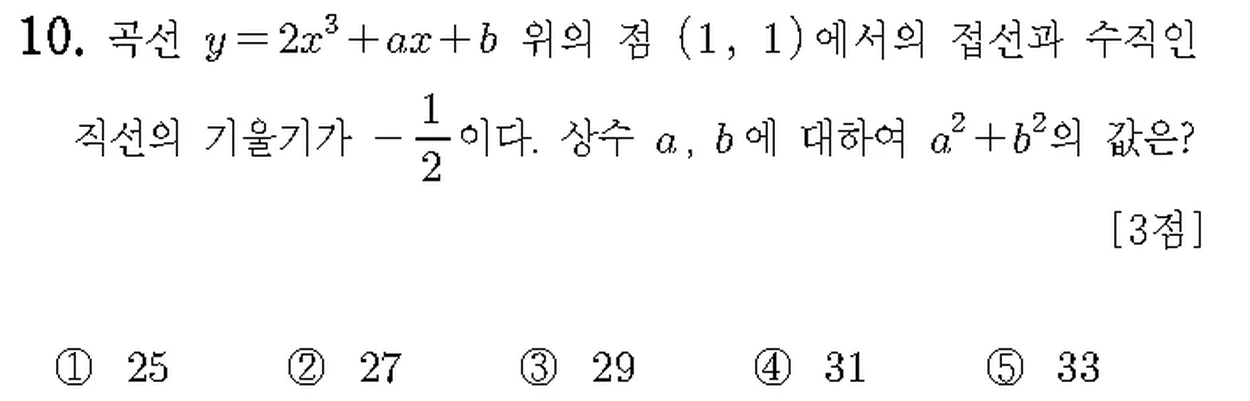 10. 곡선 y=2x³+ax+b 위의 점 (1, 1)에서의 접선과 수직인
직선의 기울기가 -1/2이다. 상수 a, b에 대하여 a²+b²의 값은?
[3점]
① 25 ② 27 ③ 29 ④ 31 ⑤ 33